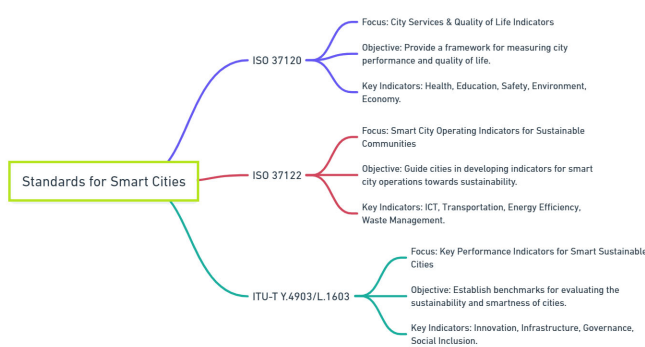 Standards for Smart Cities
ISO 37120
Focus: City Services & Quality of Life Indicators
Objective: Provide a framework for measuring city
performance and quality of life.
Key Indicators: Health, Education, Safety, Environment,
Economy.
ISO 37122
Focus: Smart City Operating Indicators for Sustainable
Communities
Objective: Guide cities in developing indicators for smart
city operations towards sustainability.
Key Indicators: ICT, Transportation, Energy Efficiency,
Waste Management.
ITU-T Y.4903/L.1603
Focus: Key Performance Indicators for Smart Sustainable
Cities
Objective: Establish benchmarks for evaluating the
sustainability and smartness of cities.
Key Indicators: Innovation, Infrastructure, Governance,
Social Inclusion.